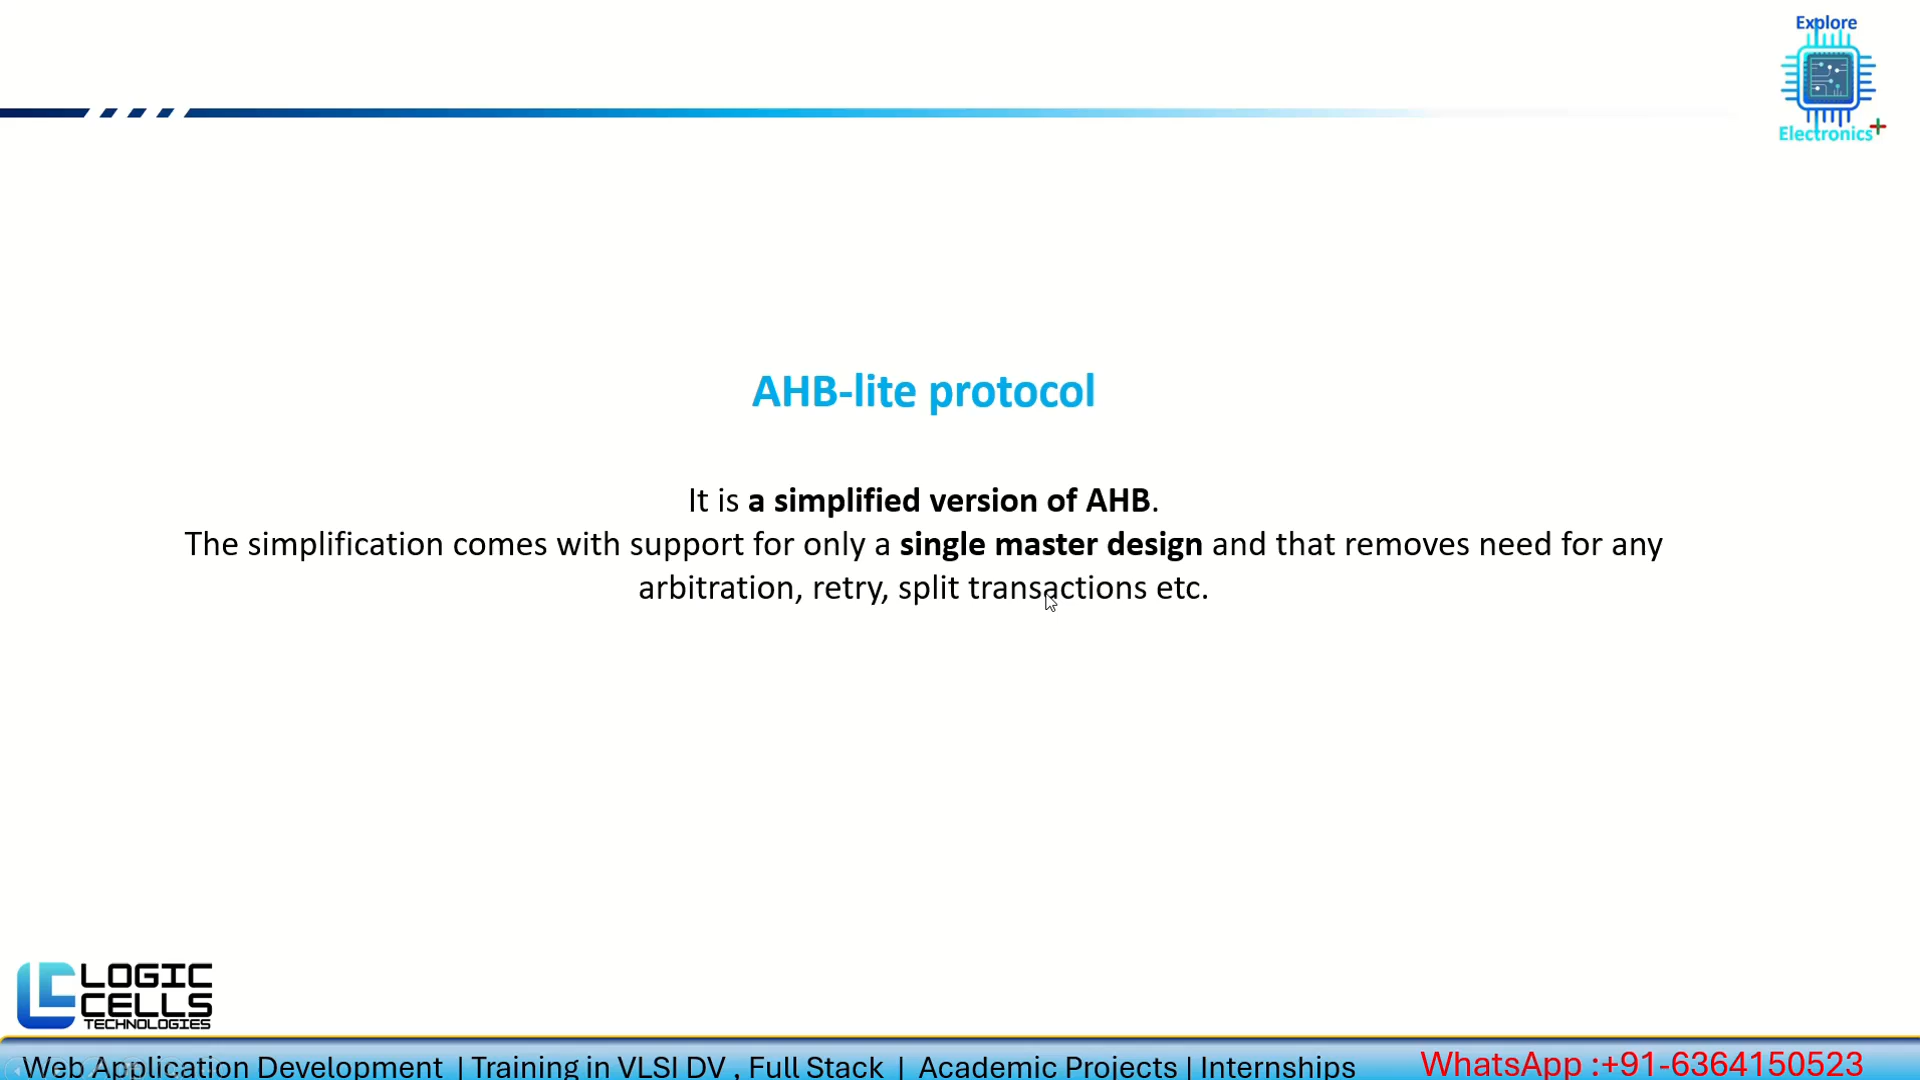 Explore
Electronics+
AHB-lite protocol
It is a simplified version of AHB.
The simplification comes with support for only a single master design and that removes need for any
arbitration, retry, split transactions etc.
LOGIC
CELLS
TECHNOLOGIES
Web Application Development | Training in VLSI DV , Full Stack | Academic Projects | Internships
WhatsApp :+91-6364150523